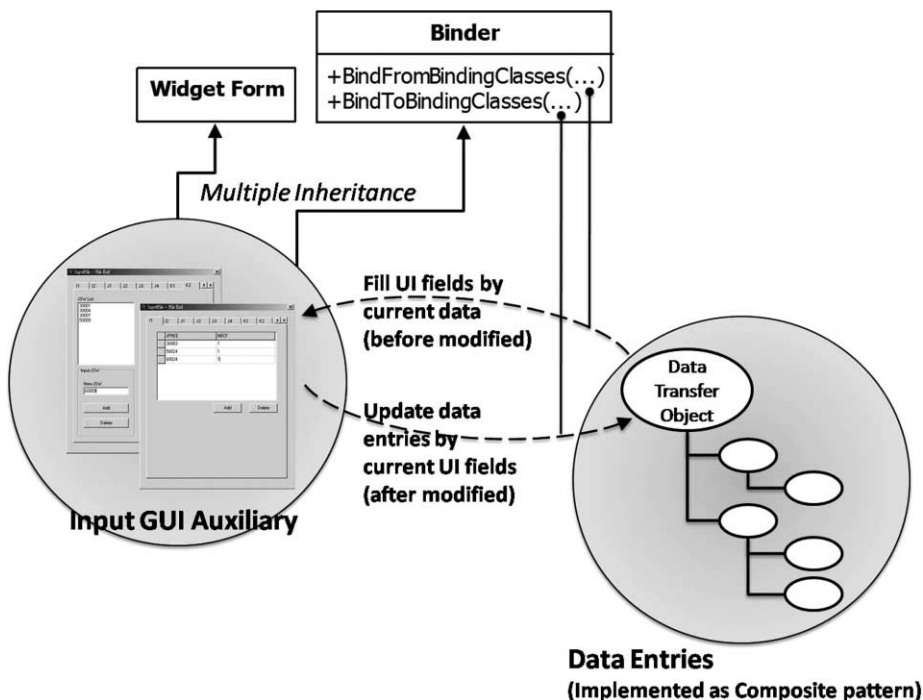 Binder
+BindFromBindingClasses(...)
+BindToBindingClasses(...)
Widget Form
Multiple Inheritance
Fill UI fields by
current data
(before modified)
Update data
entries by
current UI fields
(after modified)
Data
Transfer
Object
Add
Delete
Add
Delete
Input GUI Auxiliary
Data Entries
(Implemented as Composite pattern)